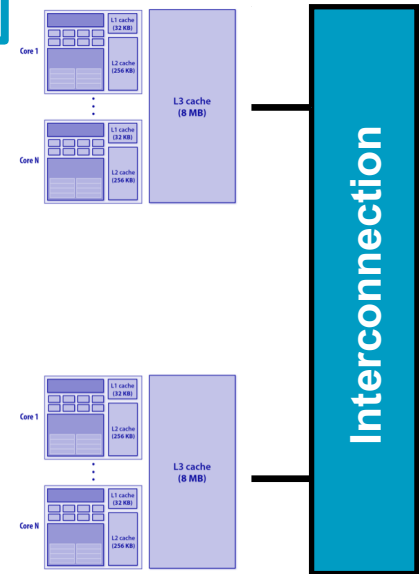 Core 1
L1 cache
(32 KB)
L2 cache
(256 KB)
Core N
L1 cache
(32 KB)
L2 cache
(256 KB)
L3 cache
(8 MB)
Interconnection
Core 1
L1 cache
(32 KB)
L2 cache
(256 KB)
Core N
L1 cache
(32 KB)
L2 cache
(256 KB)
L3 cache
(8 MB)